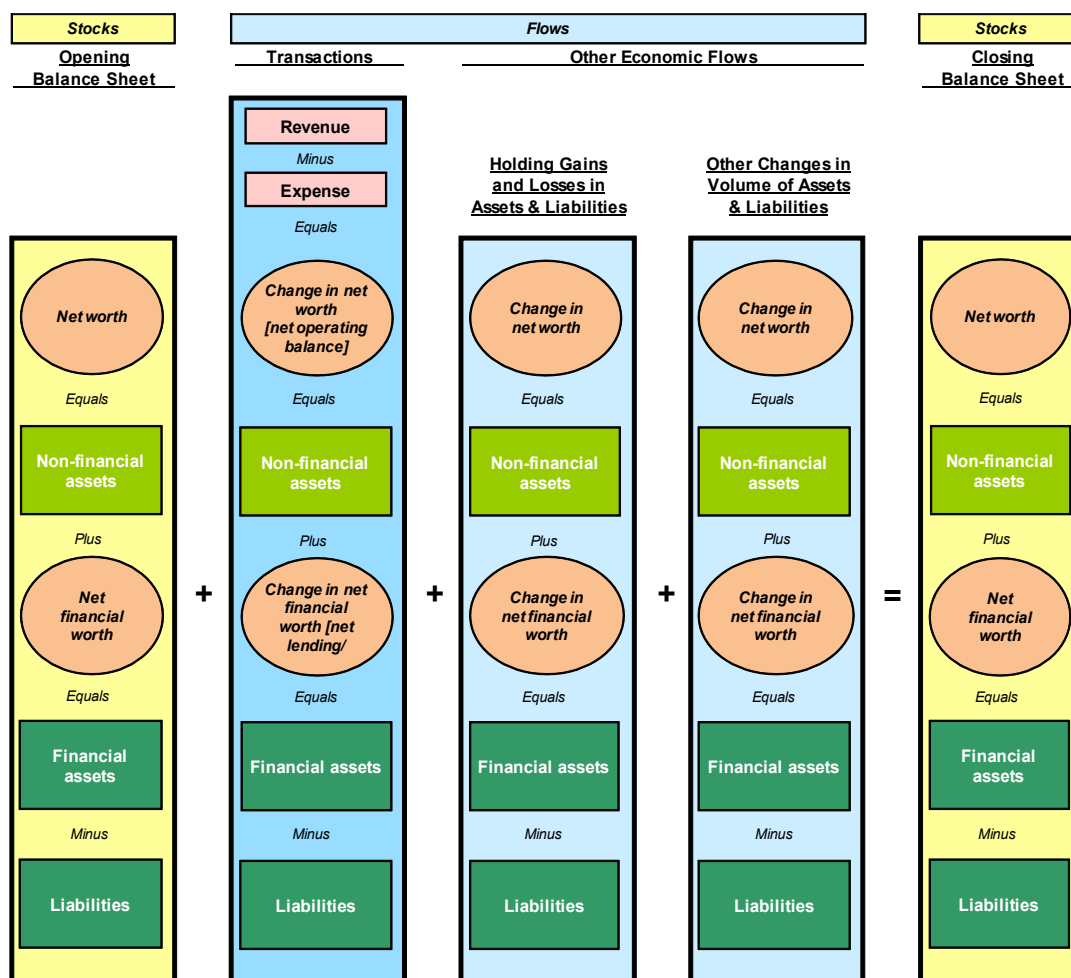 Stocks
Flows
Stocks
Opening
Balance Sheet
Transactions
Other Economic Flows
Closing
Balance Sheet
Revenue
Minus
Expense
Equals
Holding Gains
and Losses in
Assets & Liabilities
Other Changes in
Volume of Assets
& Liabilities
Net worth
Change in net
worth
[net operating
balance]
Change in
net worth
Change in
net worth
Net worth
Equals
Equals
Equals
Equals
Equals
Non-financial
assets
Non-financial
assets
Non-financial
assets
Non-financial
assets
Non-financial
assets
Plus
Plus
Plus
Plus
Plus
Net
financial
worth
+
Change in net
financial
worth [net
lending/
+
Change in
net financial
worth
+
Change in
net financial
worth
=
Net
financial
worth
Equals
Equals
Equals
Equals
Equals
Financial
assets
Financial assets
Financial assets
Financial assets
Financial
assets
Minus
Minus
Minus
Minus
Minus
Liabilities
Liabilities
Liabilities
Liabilities
Liabilities